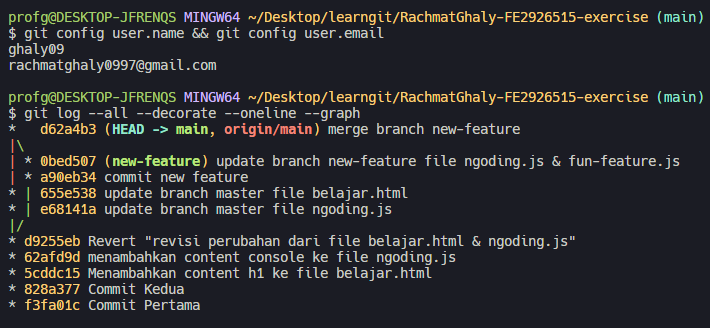 profg@DESKTOP-JFRENQS MINGW64 ~/Desktop/learngit/RachmatGhaly-FE2926515-exercise (main)
$ git config user.name && git config user.email
ghaly09
rachmatghaly0997@gmail.com

profg@DESKTOP-JFRENQS MINGW64 ~/Desktop/learngit/RachmatGhaly-FE2926515-exercise (main)
$ git log --all --decorate --oneline --graph
*   d62a4b3 (HEAD -> main, origin/main) merge branch new-feature
|\
| * 0bed507 (new-feature) update branch new-feature file ngoding.js & fun-feature.js
| * a90eb34 commit new feature
* | 655e538 update branch master file belajar.html
* | e68141a update branch master file ngoding.js
|/
* d9255eb Revert "revisi perubahan dari file belajar.html & ngoding.js"
* 62afd9d menambahkan content console ke file ngoding.js
* 5cddc15 Menambahkan content h1 ke file belajar.html
* 828a377 Commit Kedua
* f3fa01c Commit Pertama